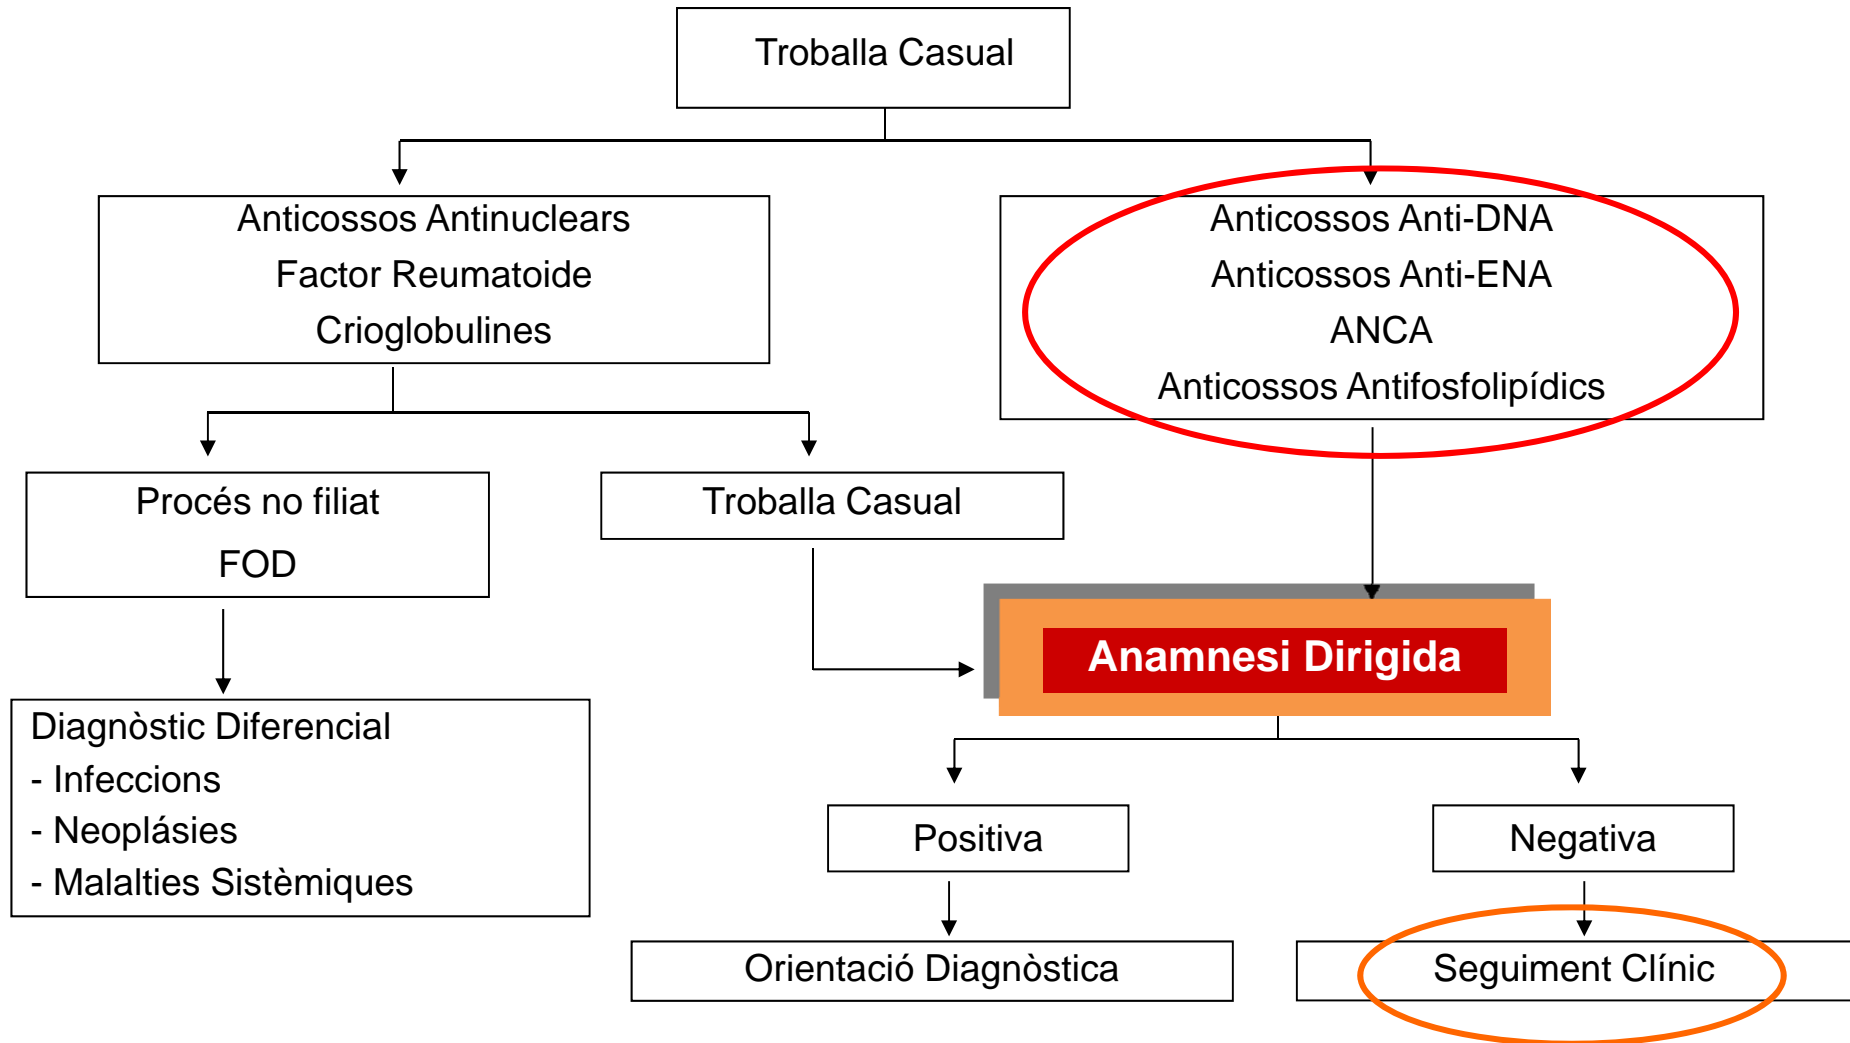 Troballa Casual
Anticossos Antinuclears
Factor Reumatoide
Crioglobulines
Anticossos Anti-DNA
Anticossos Anti-ENA
ANCA
Anticossos Antifosfolipídics
Procés no filiat
FOD
Troballa Casual
Anamnesi Dirigida
Diagnòstic Diferencial
- Infeccions
- Neoplásies
- Malalties Sistèmiques
Positiva
Negativa
Orientació Diagnòstica
Seguiment Clínic